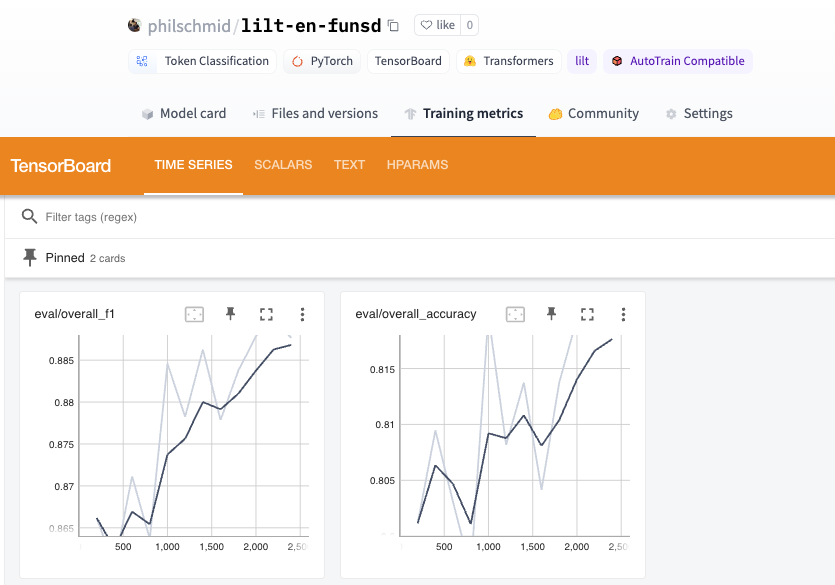 philschmid/lilt-en-funsd like 0
Token Classification PyTorch TensorBoard Transformers lilt AutoTrain Compatible
Model card Files and versions Training metrics Community Settings
TensorBoard TIME SERIES SCALARS TEXT HPARAMS
Filter tags (regex)
Pinned 2 cards
eval/overall_f1
0.885
0.88
0.875
0.87
0.865
500 1,000 1,500 2,000 2,50
eval/overall_accuracy
0.815
0.81
0.805
500 1,000 1,500 2,000 2,50